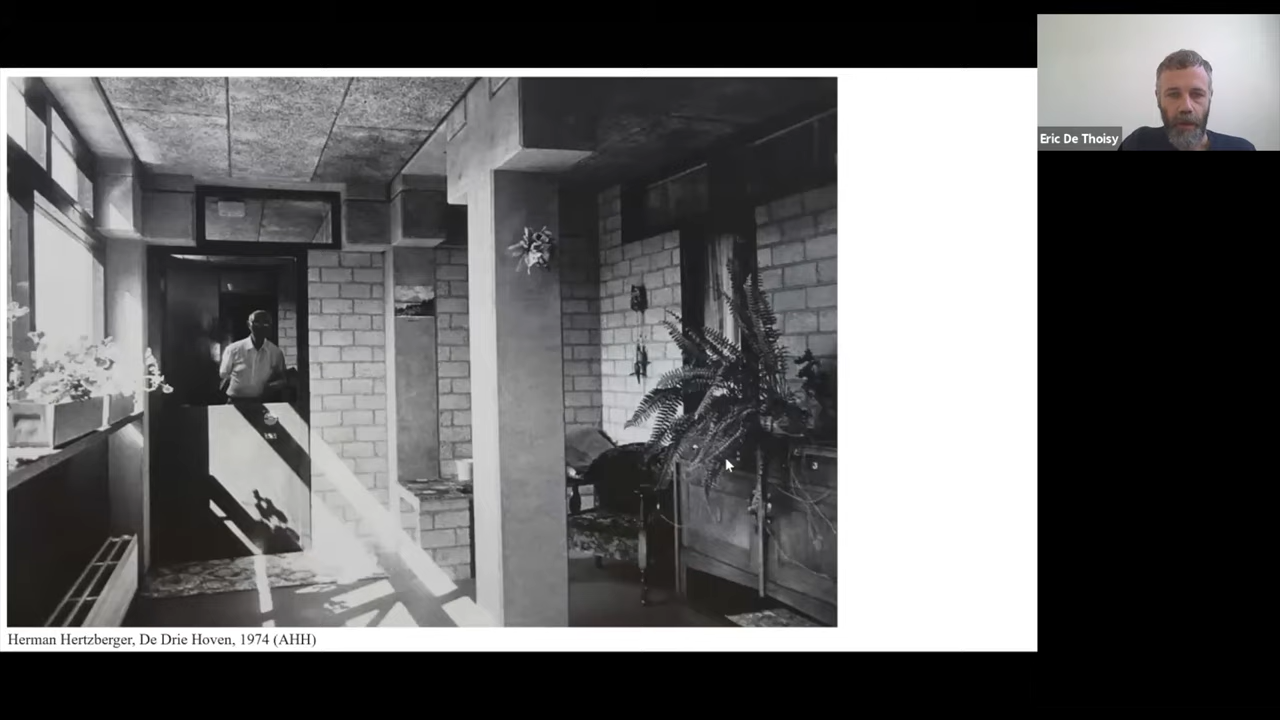 Eric De Thoisy
Herman Hertzberger, De Drie Hoven, 1974 (AHH)